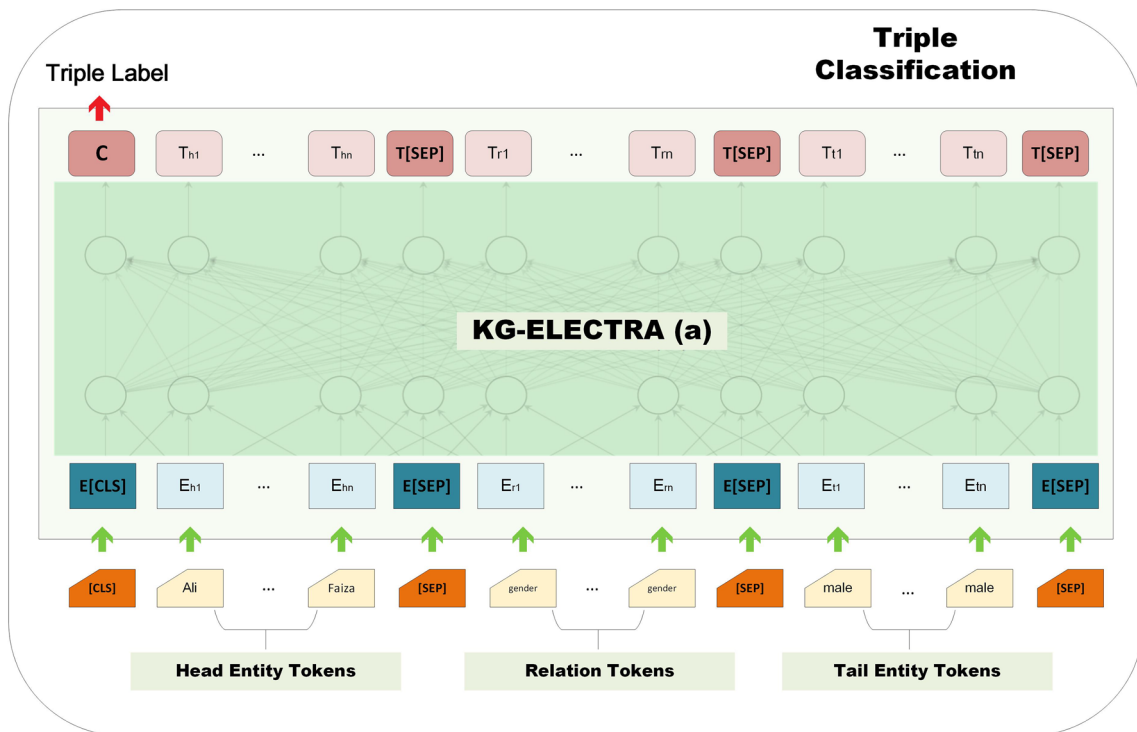 Triple
Classification
Triple Label
C Th1 ... Thn T[SEP] Tr1 ... Trn T[SEP] Tt1 ... Ttn T[SEP]
KG-ELECTRA (a)
E[CLS] Eh1 ... Ehn E[SEP] Er1 ... Ern E[SEP] Et1 ... Etn E[SEP]
[CLS] Ali ... Faiza [SEP] gender ... gender [SEP] male ... male [SEP]
Head Entity Tokens Relation Tokens Tail Entity Tokens